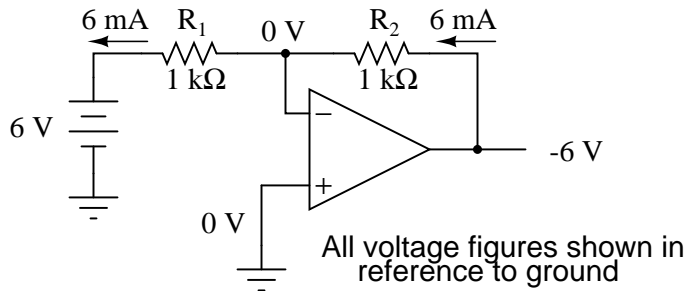 6 mA
R1
0 V
R2
6 mA
1 kΩ
1 kΩ
6 V
−
-6 V
+
0 V
All voltage figures shown in
reference to ground